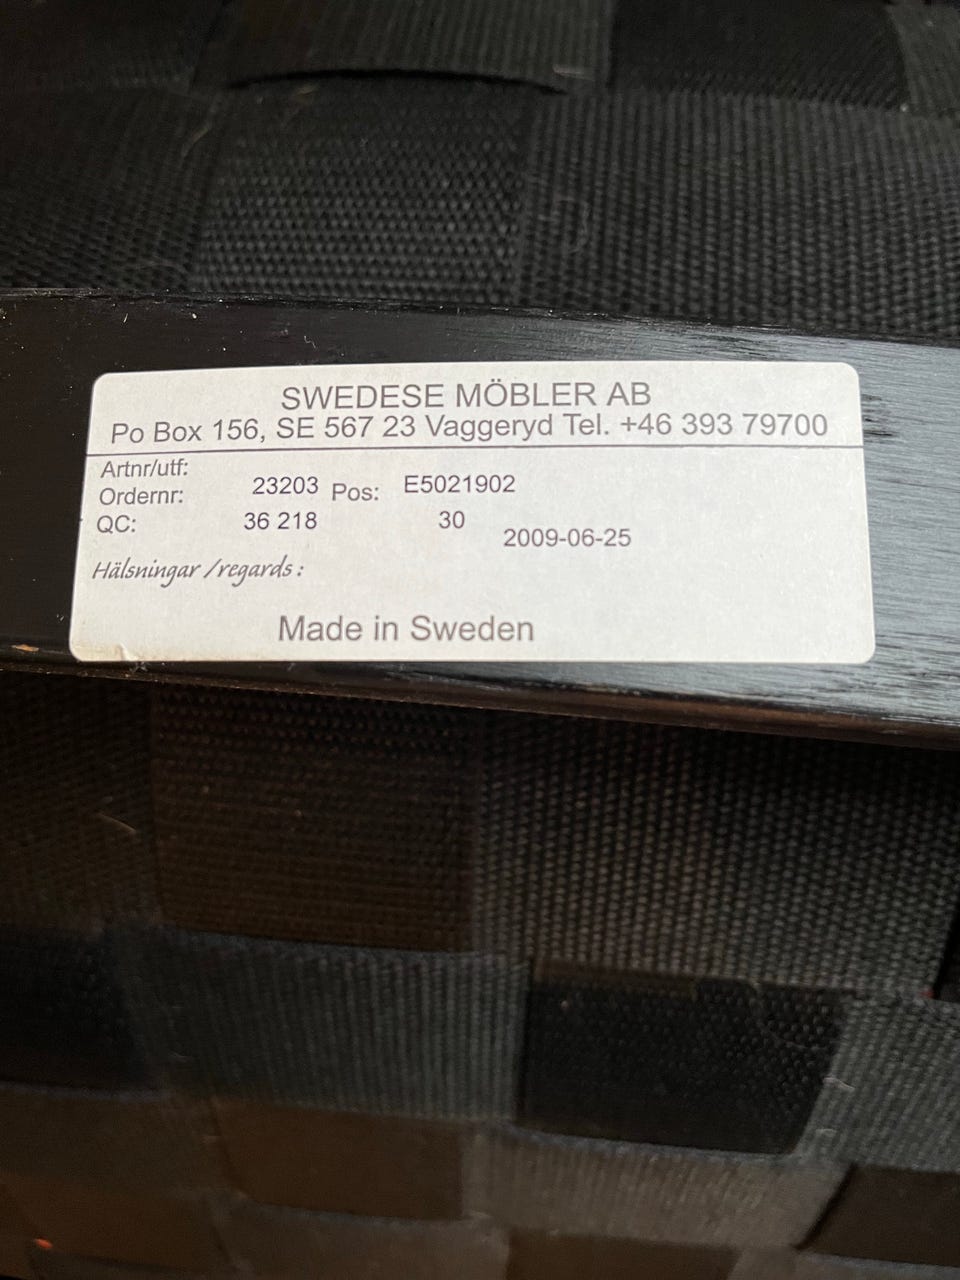 SWEDESE MÖBLER AB
Po Box 156, SE 567 23 Vaggeryd Tel. +46 393 79700
Artnr/utf: 23203 E5021902
Ordernr: 36 218 Pos: 30
QC: 2009-06-25
Hälsningar /regards :
Made in Sweden